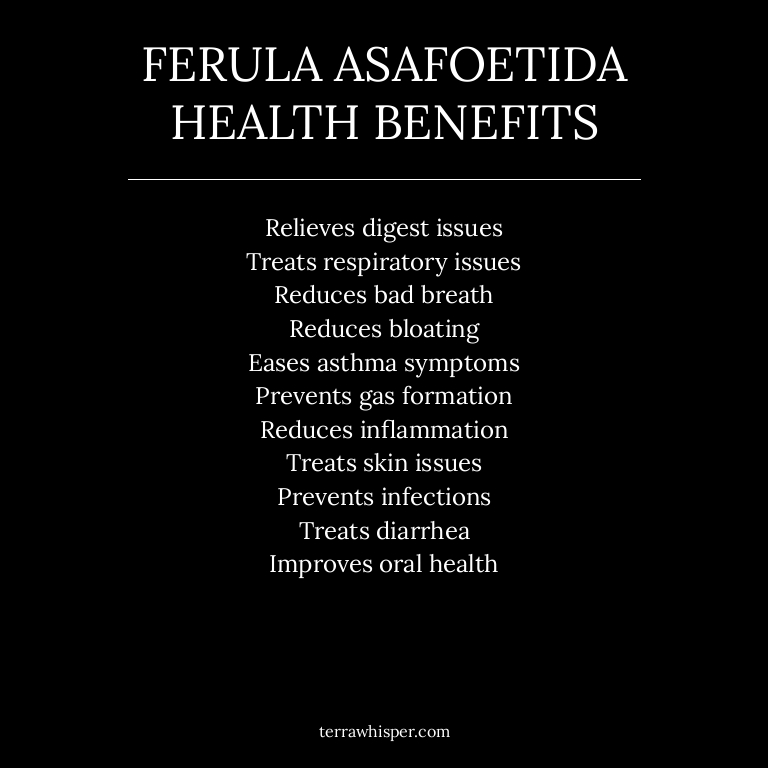 FERULA ASAFOETIDA
HEALTH BENEFITS
Relieves digest issues
Treats respiratory issues
Reduces bad breath
Reduces bloating
Eases asthma symptoms
Prevents gas formation
Reduces inflammation
Treats skin issues
Prevents infections
Treats diarrhea
Improves oral health
terrawhisper.com